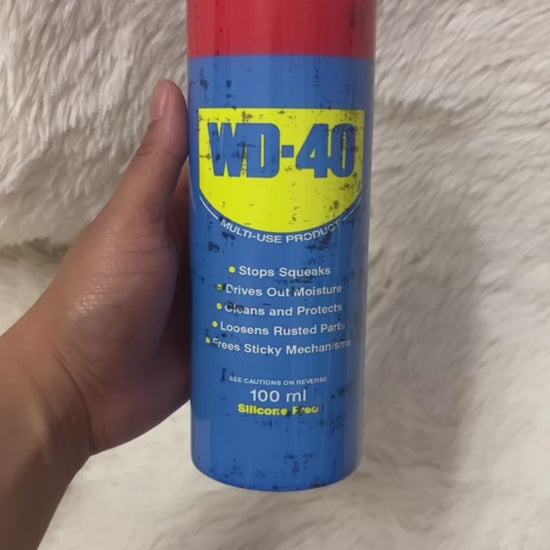 WD-40
MULTI-USE PRODUCT
• Stops Squeaks
• Drives Out Moisture
• Cleans and Protects
• Loosens Rusted Parts
• Frees Sticky Mechanisms
SEE CAUTIONS ON REVERSE
100 ml
Silicone Free